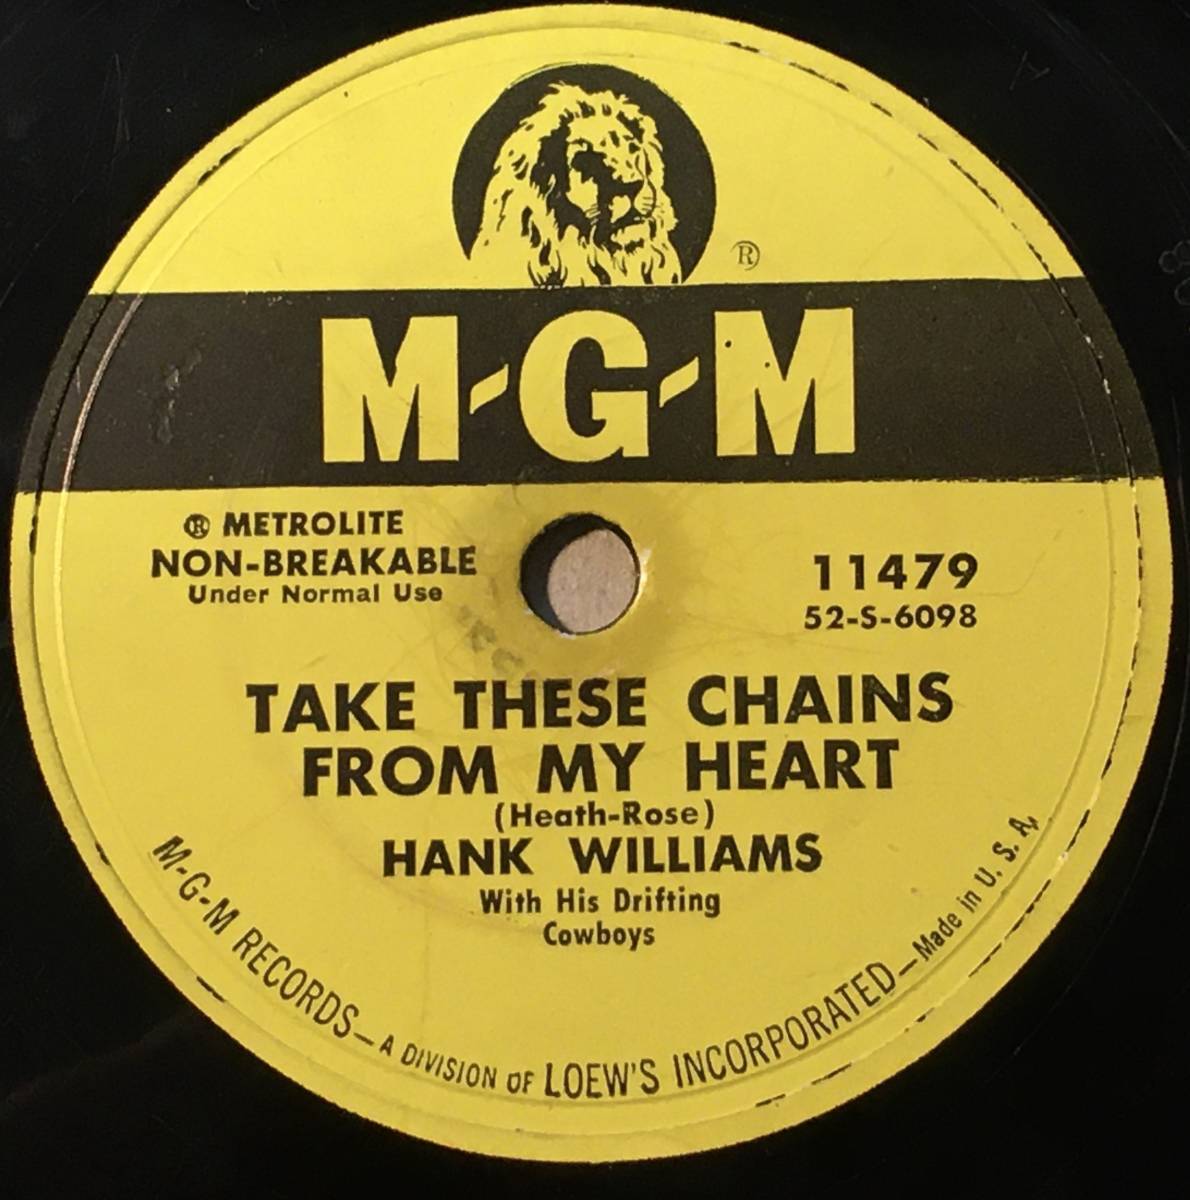 ®
M-G-M
® METROLITE
NON-BREAKABLE
Under Normal Use
11479
52-S-6098
TAKE THESE CHAINS
FROM MY HEART
(Heath-Rose)
HANK WILLIAMS
With His Drifting
Cowboys
M-G-M RECORDS—A DIVISION OF LOEW'S INCORPORATED—Made in U. S. A.